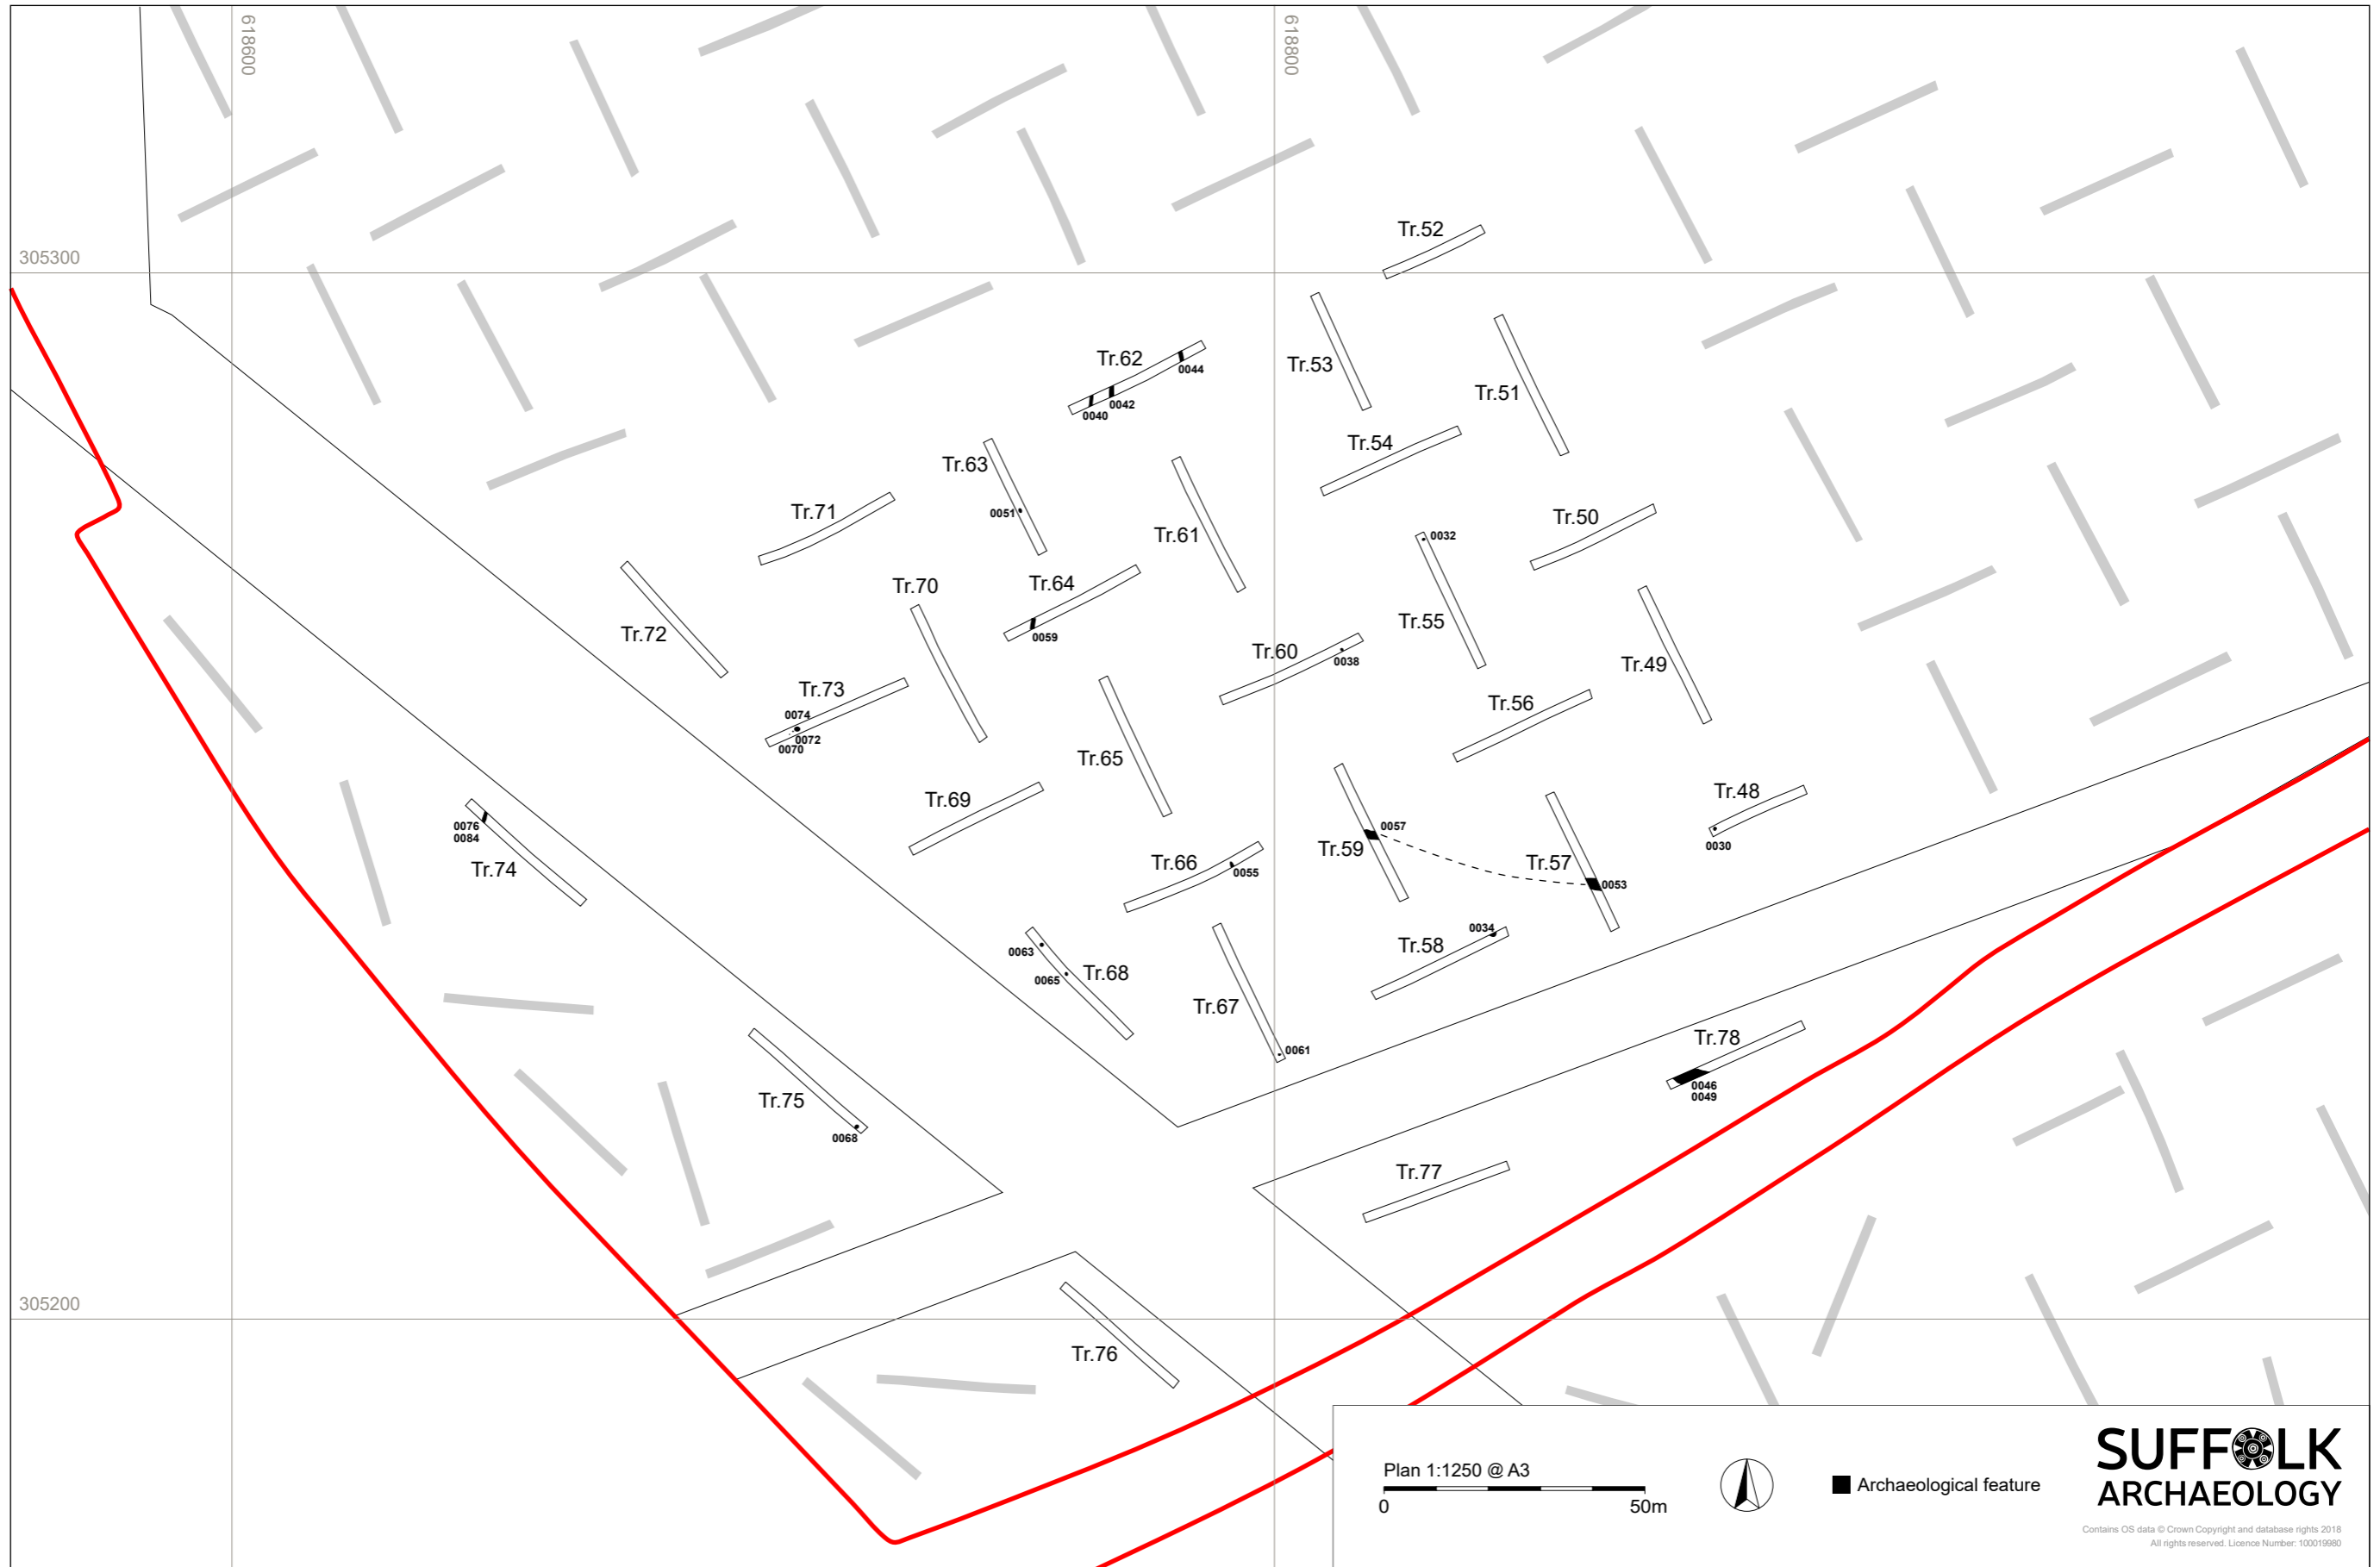 618600
618800
305300
Tr.52
Tr.62
0044
0042
0040
Tr.53
Tr.51
Tr.63
0051
Tr.54
Tr.71
Tr.61
Tr.50
0032
Tr.72
Tr.70
Tr.64
0059
Tr.55
Tr.60
0038
Tr.49
Tr.73
0074
0072
0070
Tr.65
Tr.56
Tr.69
Tr.48
0030
0076
0084
Tr.74
Tr.66
0055
Tr.59
0057
Tr.57
0053
0063
0065
Tr.68
Tr.58
0034
Tr.67
0061
Tr.78
0046
0049
Tr.75
0068
Tr.77
305200
Tr.76
Plan 1:1250 @ A3
0
50m
Archaeological feature
SUFFOLK
ARCHAEOLOGY
Contains OS data © Crown Copyright and database rights 2018
All rights reserved. Licence Number: 100019980